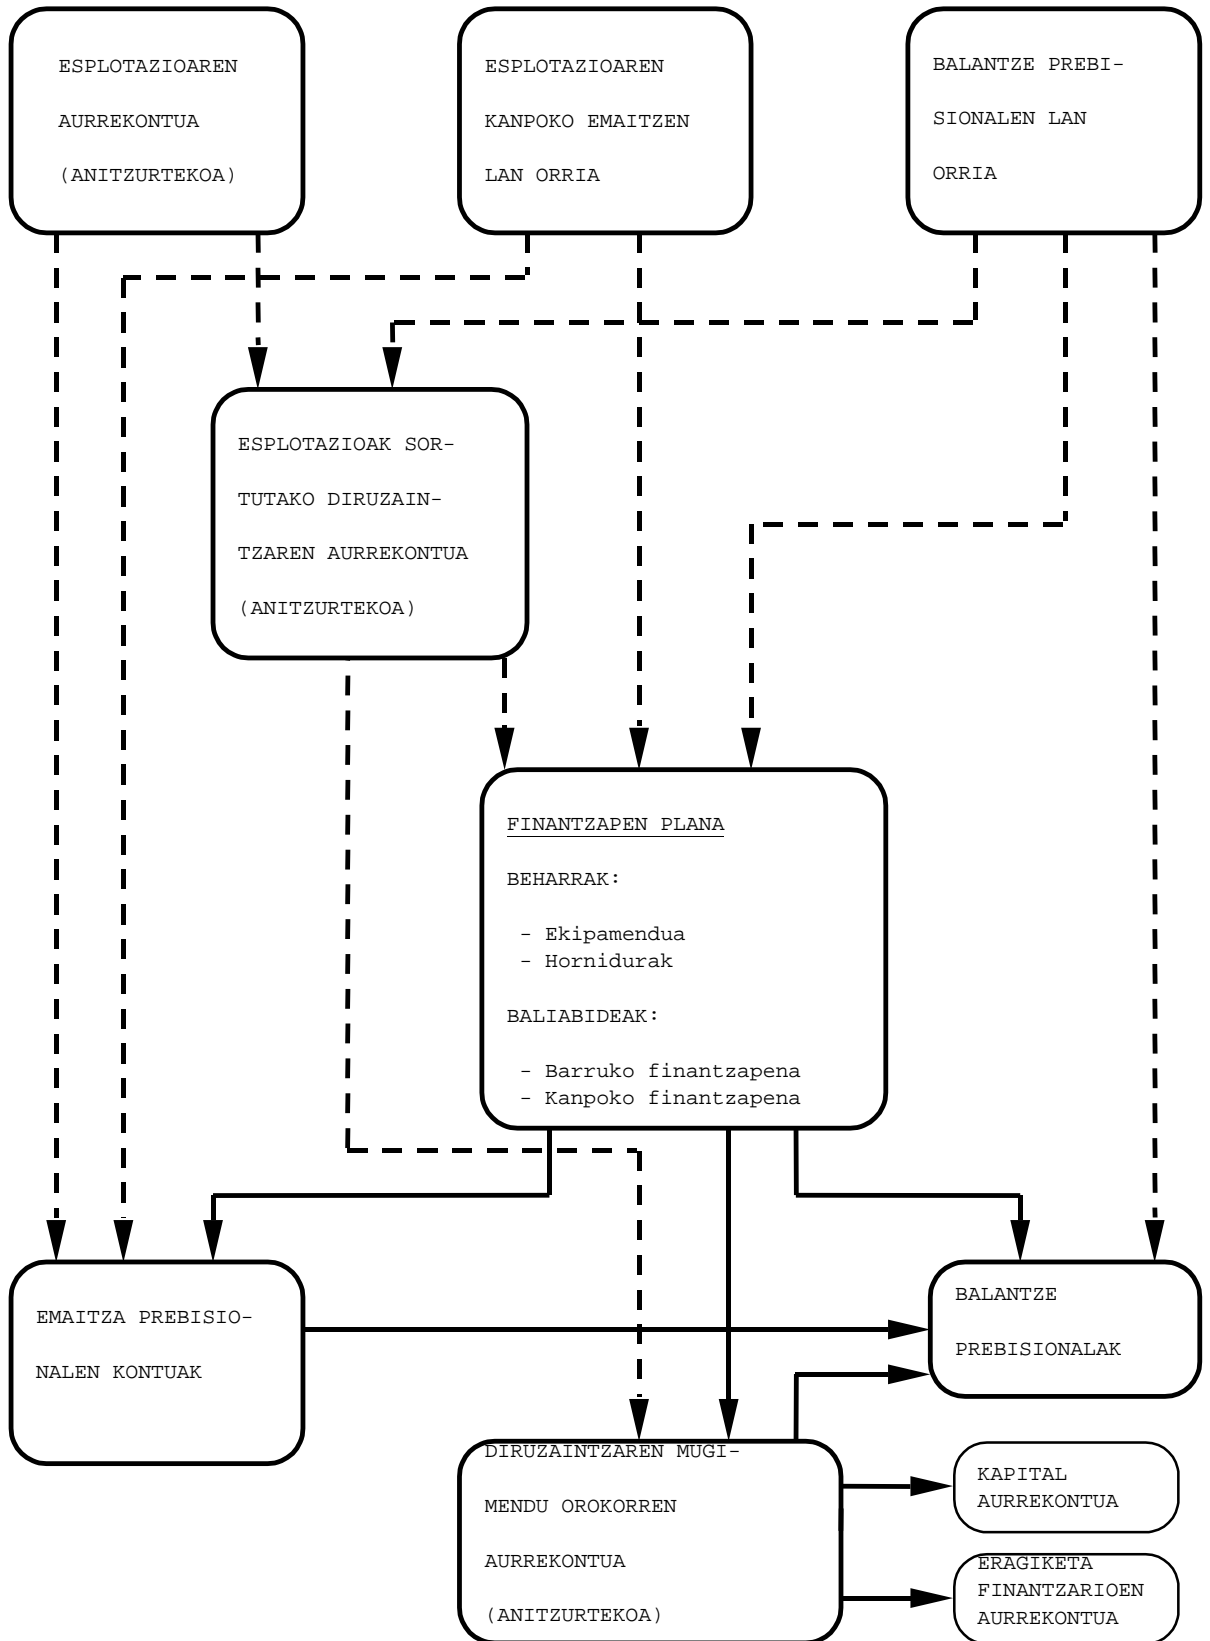 ESPLOTAZIOAREN
AURREKONTUA
(ANITZURTEKOA)
ESPLOTAZIOAREN
KANPOKO EMAITZEN
LAN ORRIA
BALANTZE PREBI-
SIONALEN LAN
ORRIA
ESPLOTAZIOAK SOR-
TUTAKO DIRUZAIN-
TZAREN AURREKONTUA
(ANITZURTEKOA)
FINANTZAPEN PLANA
BEHARRAK:
- Ekipamendua
- Hornidurak
BALIABIDEAK:
- Barruko finantzapena
- Kanpoko finantzapena
EMAITZA PREBISIO-
NALEN KONTUAK
BALANTZE
PREBISIONALAK
DIRUZAINTZAREN MUGI-
MENDU OROKORREN
AURREKONTUA
(ANITZURTEKOA)
KAPITAL
AURREKONTUA
ERAGIKETA
FINANTZARIOEN
AURREKONTUA